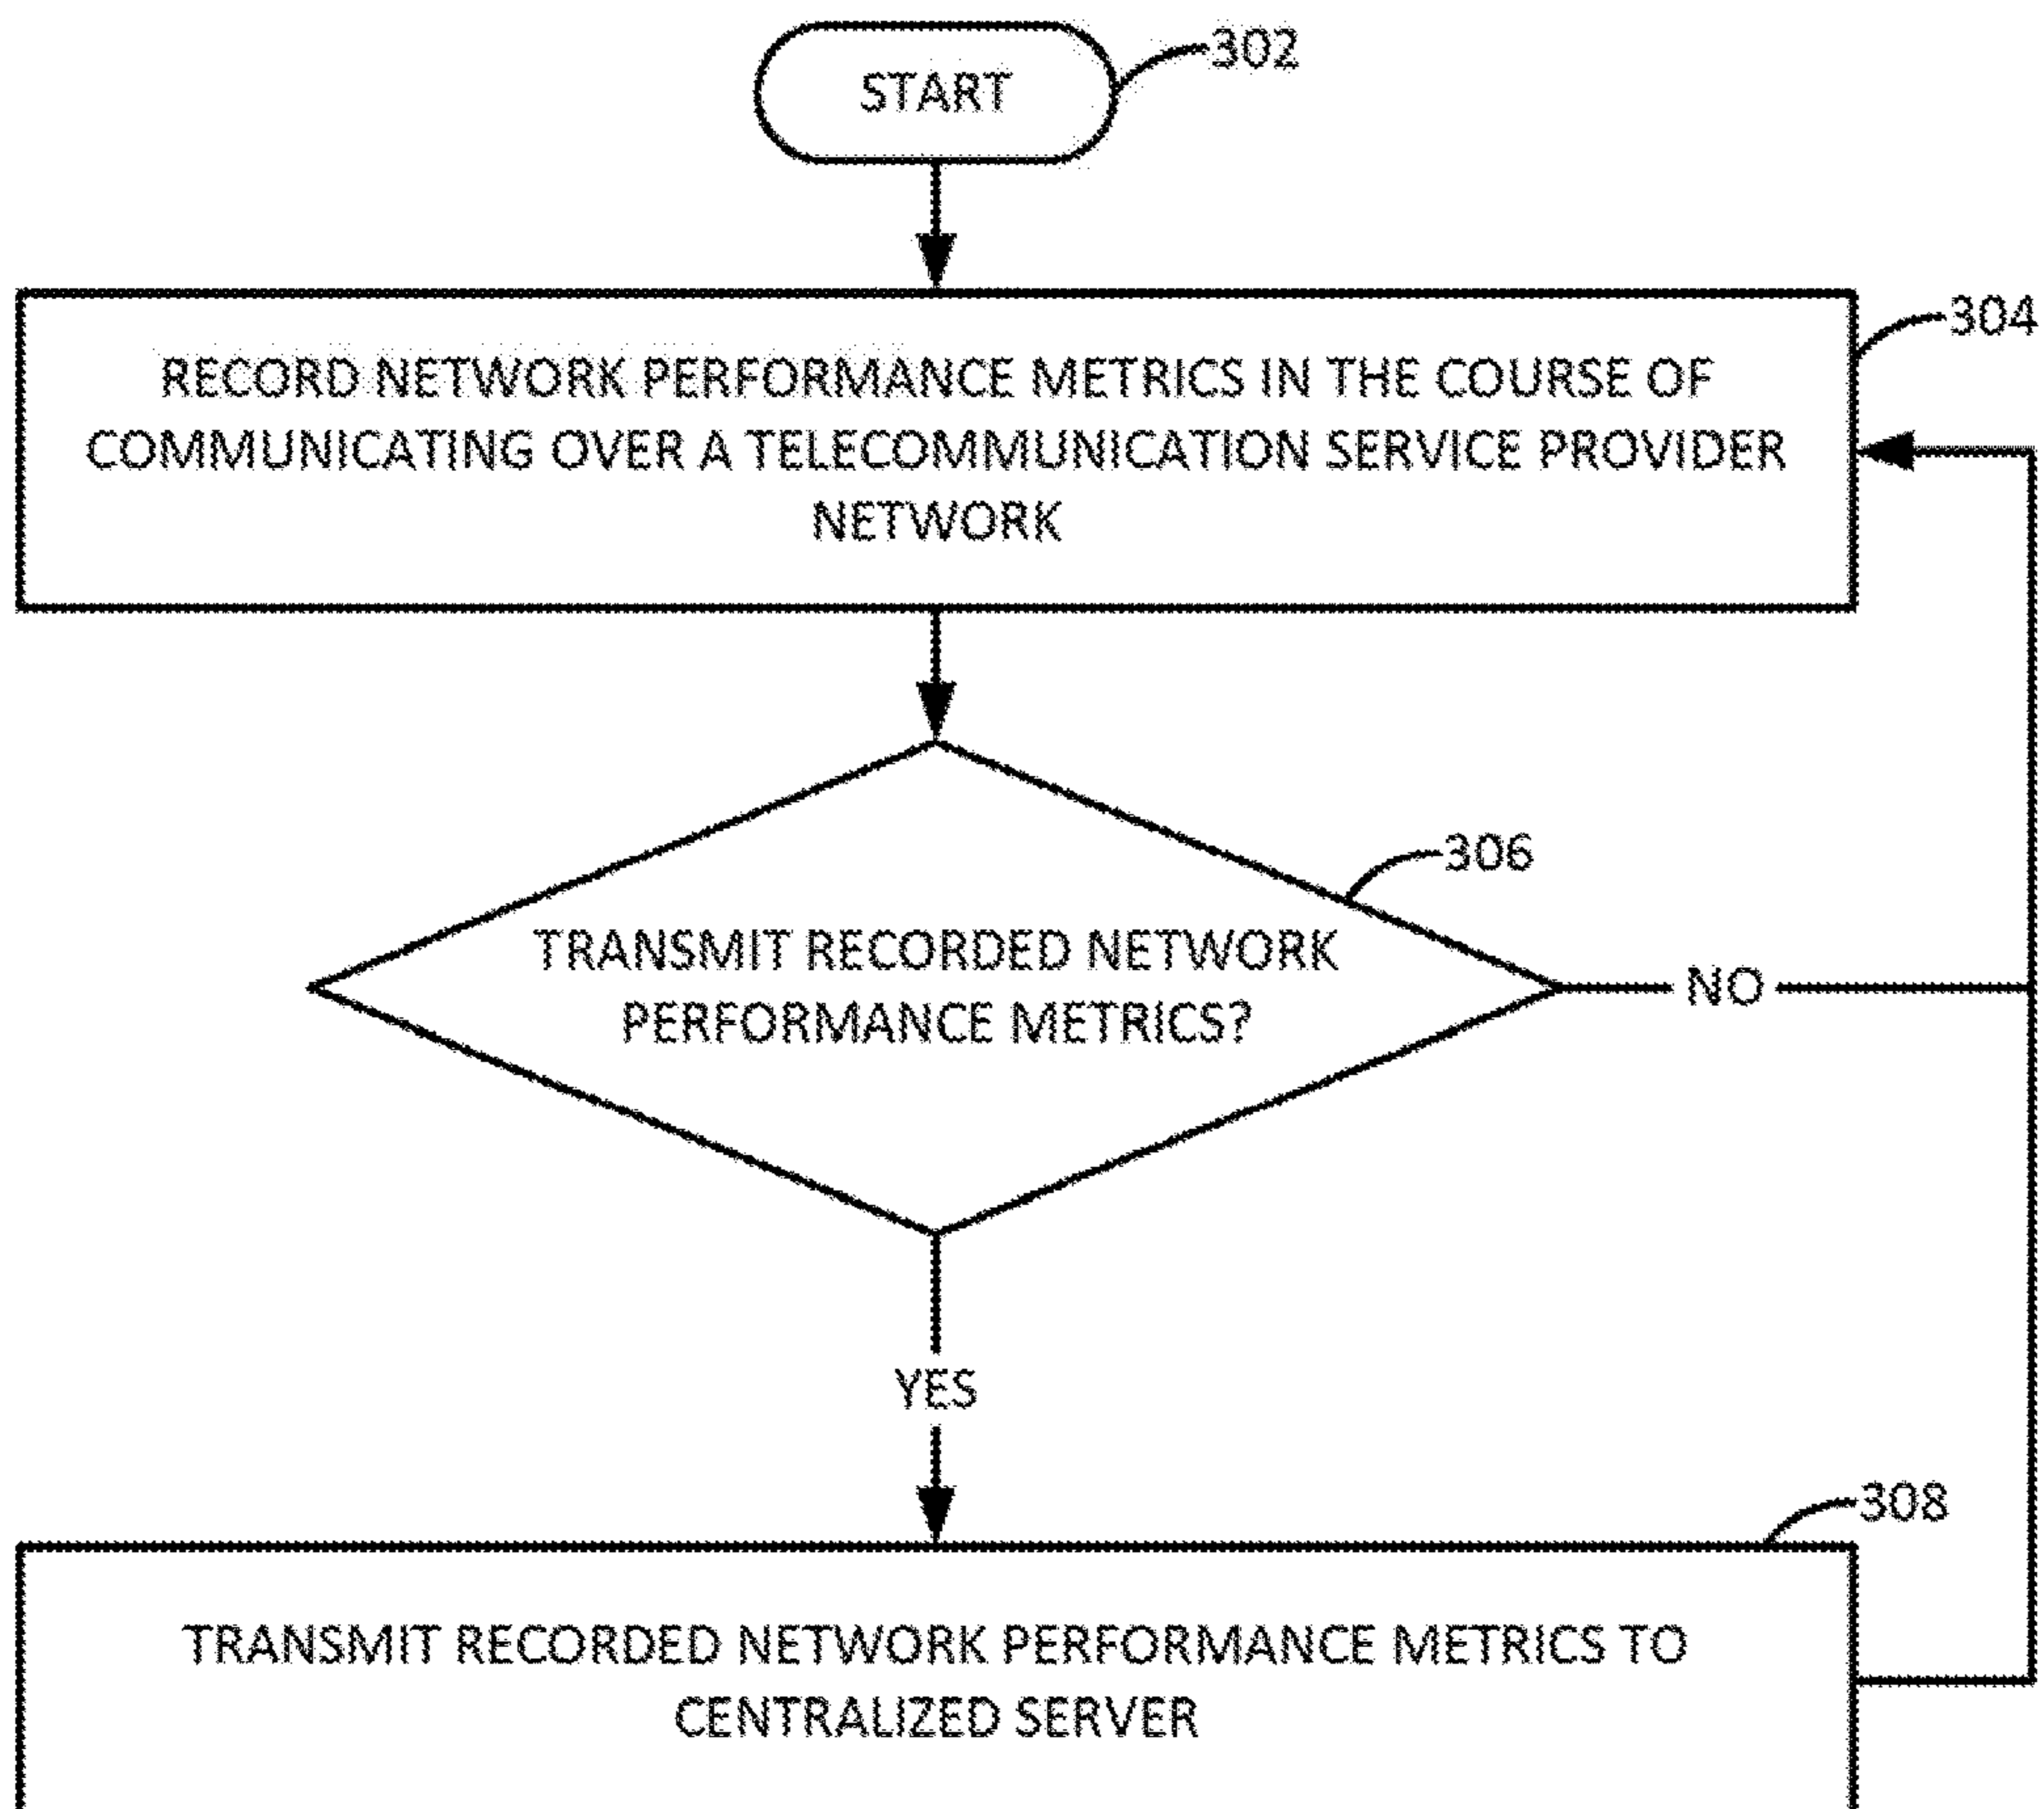 START
302
RECORD NETWORK PERFORMANCE METRICS IN THE COURSE OF
COMMUNICATING OVER A TELECOMMUNICATION SERVICE PROVIDER
NETWORK
304
306
TRANSMIT RECORDED NETWORK
PERFORMANCE METRICS?
NO
YES
308
TRANSMIT RECORDED NETWORK PERFORMANCE METRICS TO
CENTRALIZED SERVER